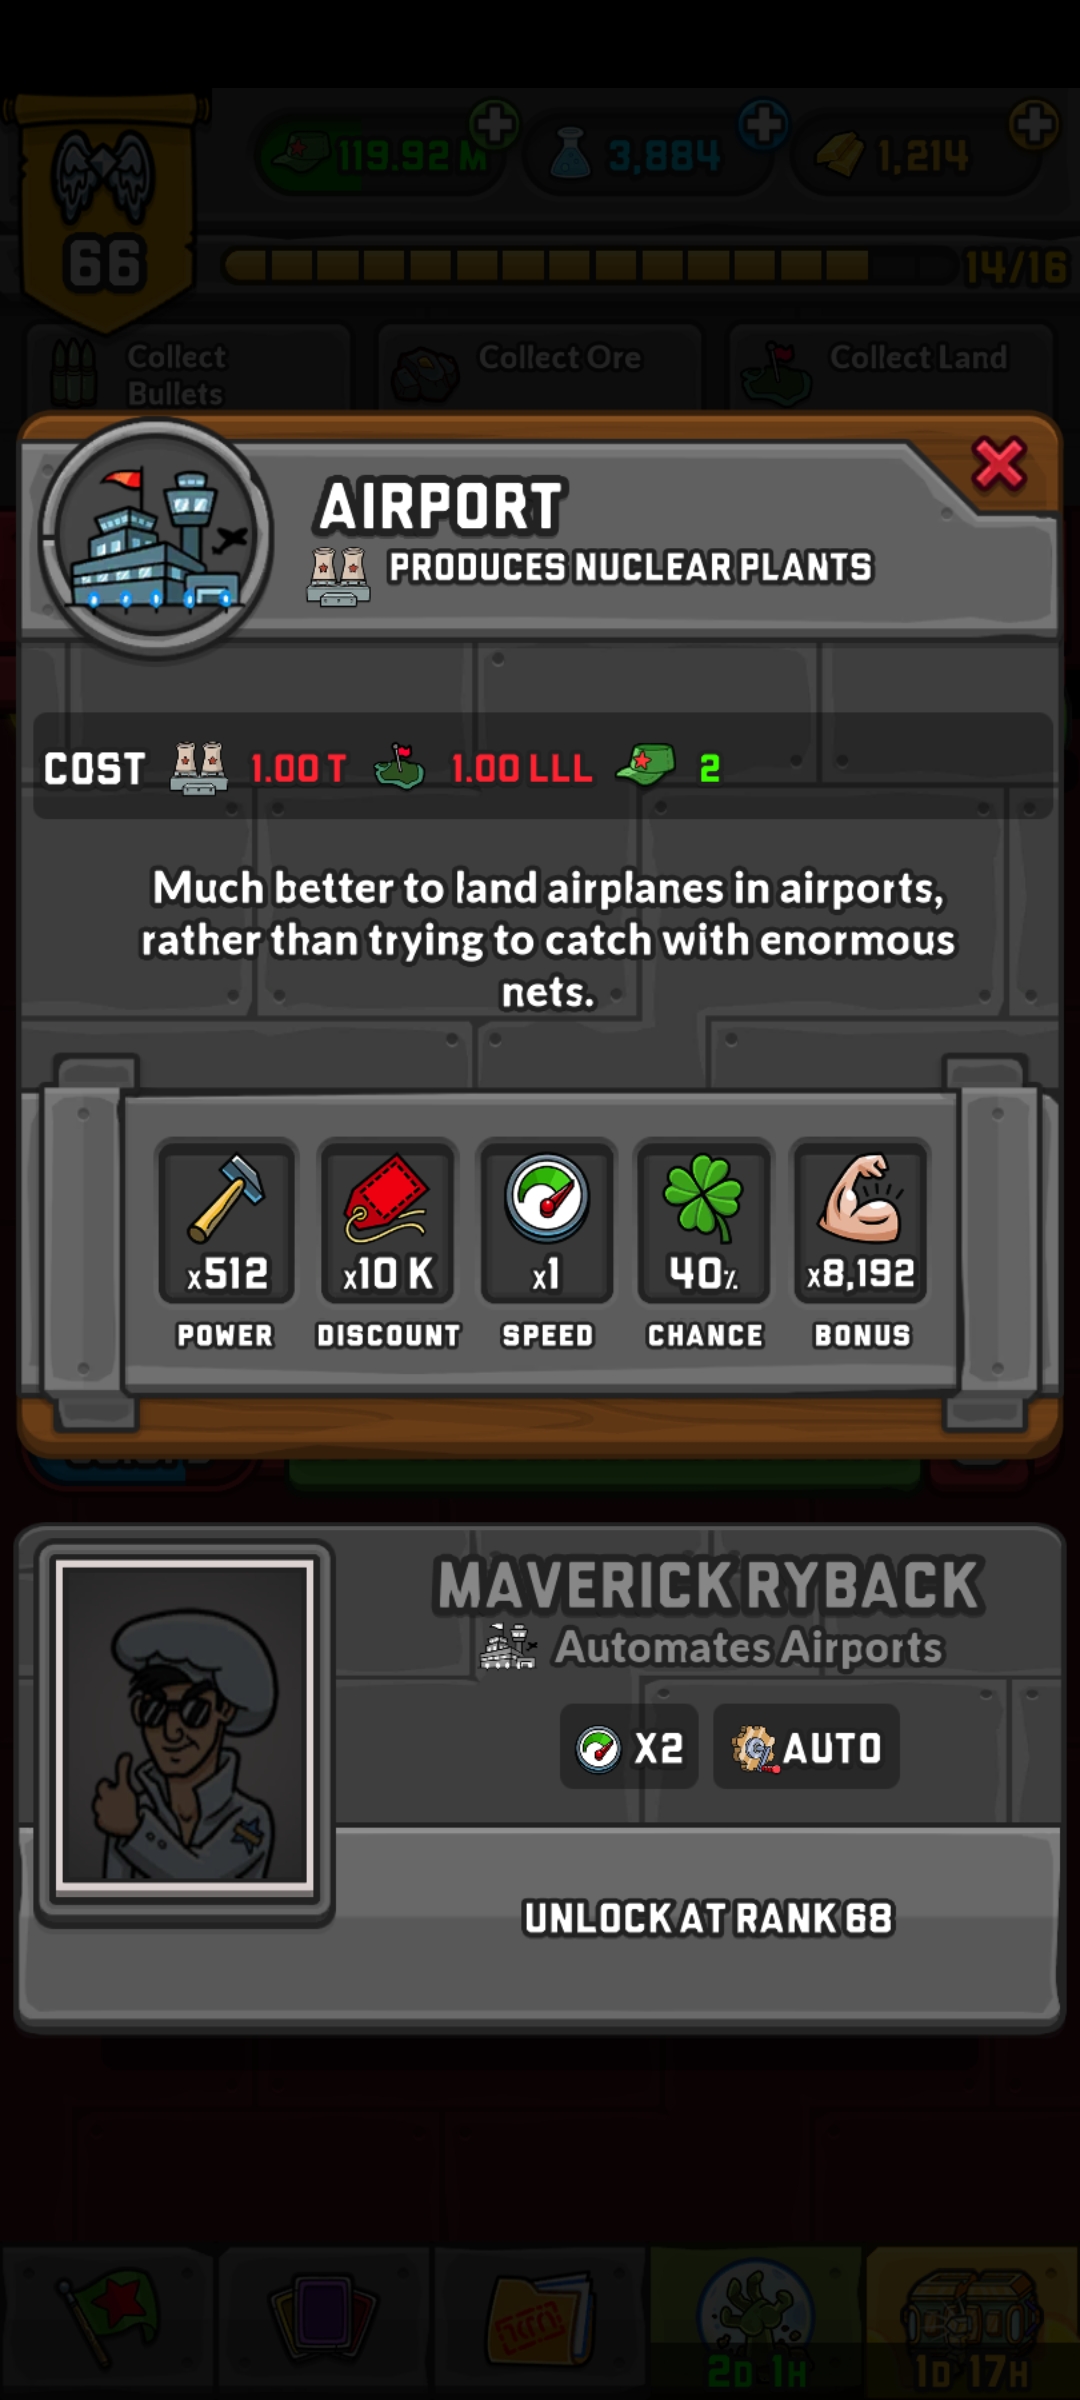 119.92 M
3,884
1,214
66
14/16
Collect
Bullets
Collect Ore
Collect Land
AIRPORT
PRODUCES NUCLEAR PLANTS
COST 1.00 T 1.00 LLL 2
Much better to land airplanes in airports,
rather than trying to catch with enormous
nets.
x512 x10 K x1 40% x8,192
POWER DISCOUNT SPEED CHANCE BONUS
MAVERICK RYBACK
Automates Airports
X2 AUTO
UNLOCK AT RANK 68
2D 1H
1D 17H